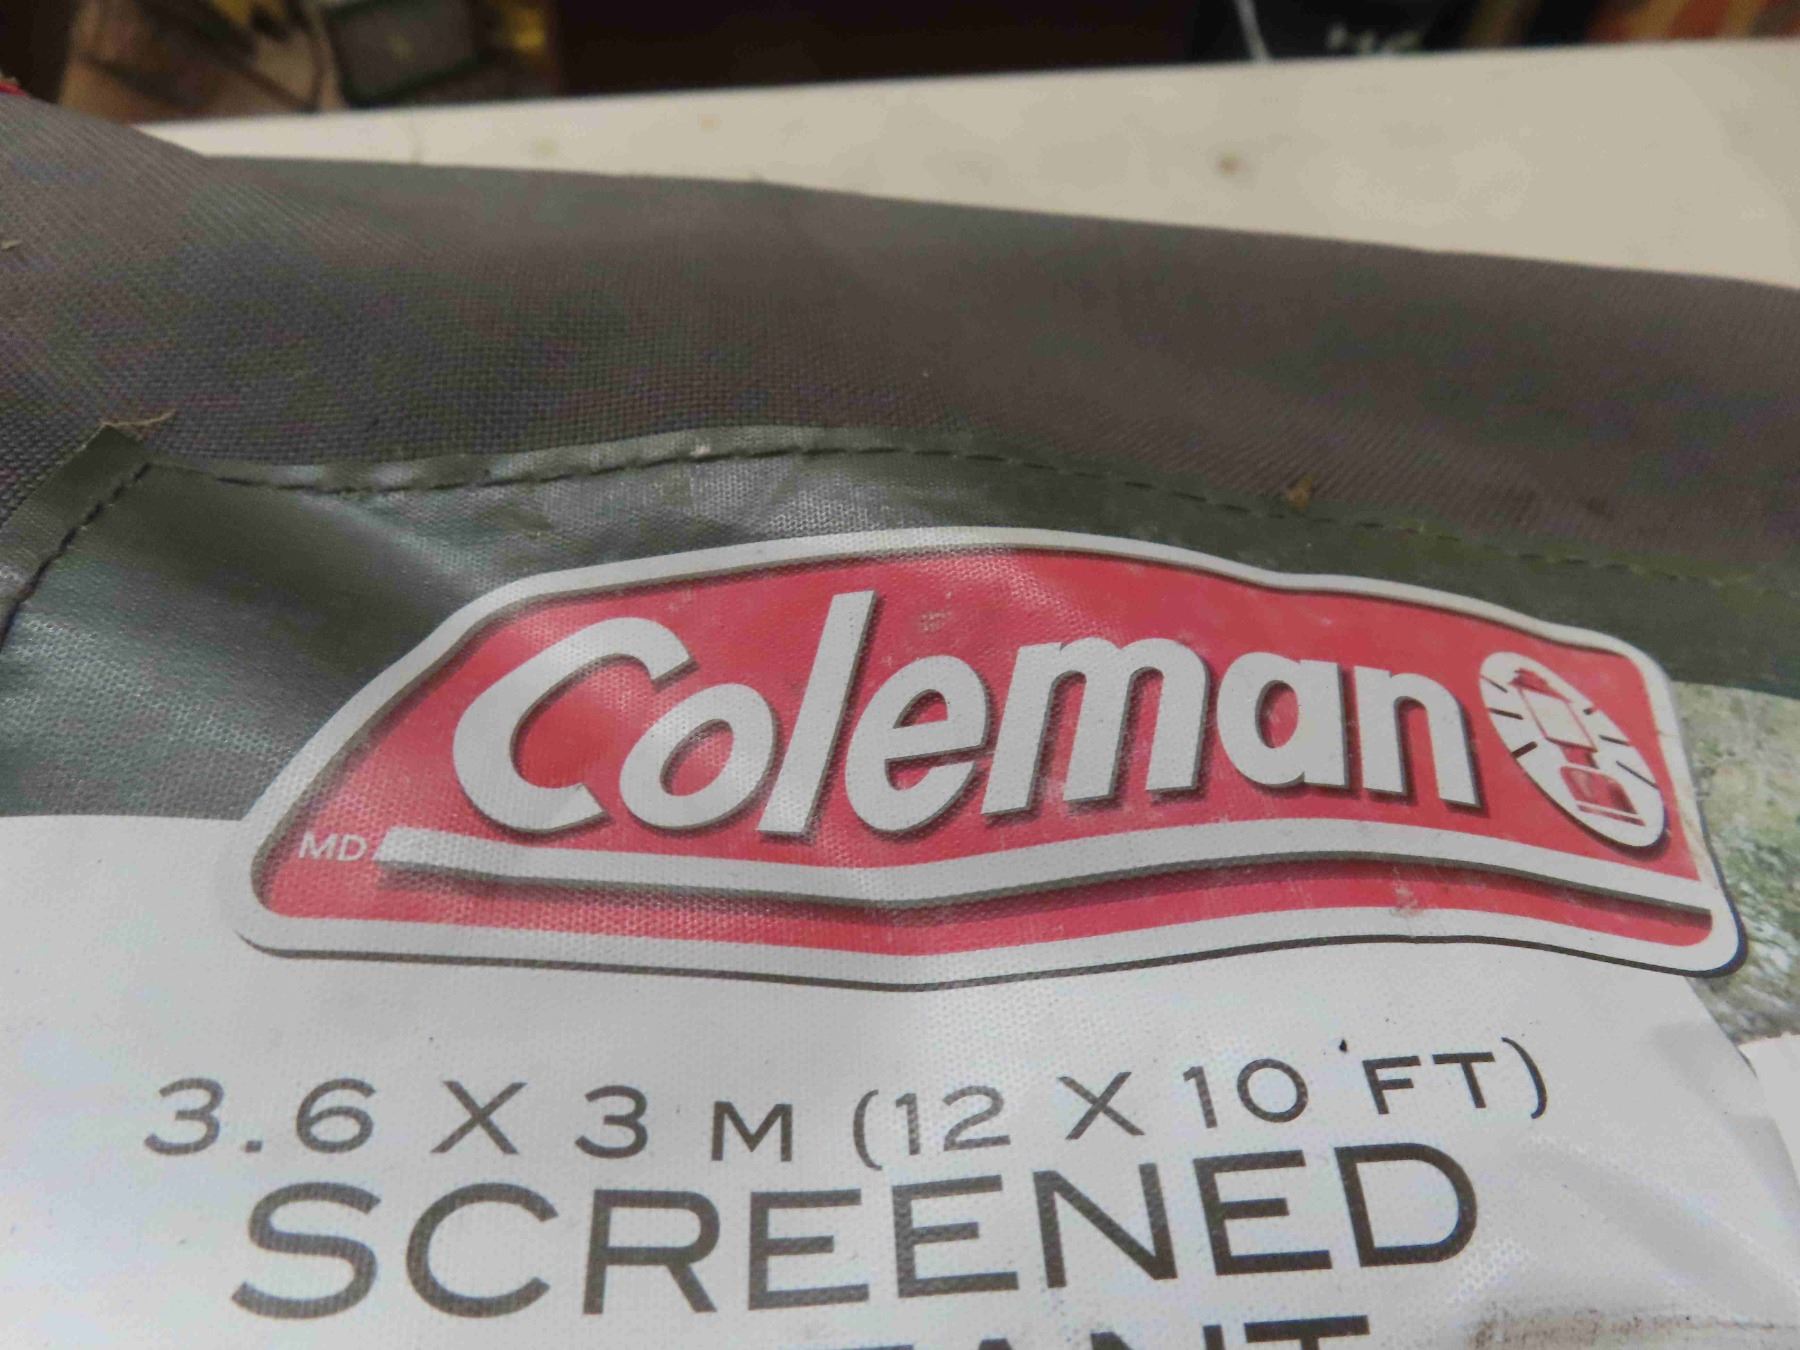 Coleman
MD
3.6 X 3 M (12 X 10 FT)
SCREENED